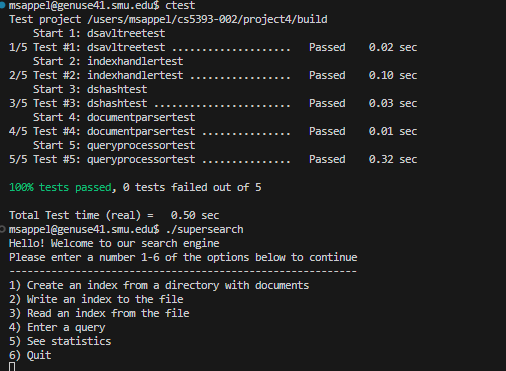 msappel@genuse41.smu.edu$ ctest
Test project /users/msappel/cs5393-002/project4/build
    Start 1: dsavltreetest
1/5 Test #1: dsavltreetest ....................   Passed    0.02 sec
    Start 2: indexhandlertest
2/5 Test #2: indexhandlertest .................   Passed    0.10 sec
    Start 3: dshashtest
3/5 Test #3: dshashtest .......................   Passed    0.03 sec
    Start 4: documentparsertest
4/5 Test #4: documentparsertest ...............   Passed    0.01 sec
    Start 5: queryprocessortest
5/5 Test #5: queryprocessortest ...............   Passed    0.32 sec

100% tests passed, 0 tests failed out of 5

Total Test time (real) =   0.50 sec
msappel@genuse41.smu.edu$ ./supersearch
Hello! Welcome to our search engine
Please enter a number 1-6 of the options below to continue
----------------------------------------------------------
1) Create an index from a directory with documents
2) Write an index to the file
3) Read an index from the file
4) Enter a query
5) See statistics
6) Quit